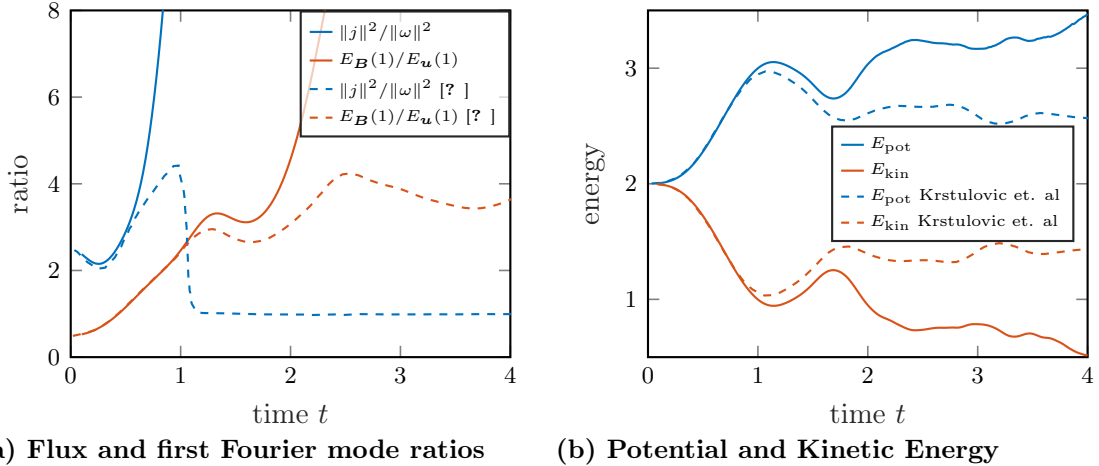 8
6
4
2
0
0
1
2
3
4
ratio
time t
‖j‖²/‖ω‖²
E_B(1)/E_u(1)
‖j‖²/‖ω‖² [? ]
E_B(1)/E_u(1) [? ]
) Flux and first Fourier mode ratios
3
2
1
0
1
2
3
4
energy
time t
E_pot
E_kin
E_pot Krstulovic et. al
E_kin Krstulovic et. al
(b) Potential and Kinetic Energy